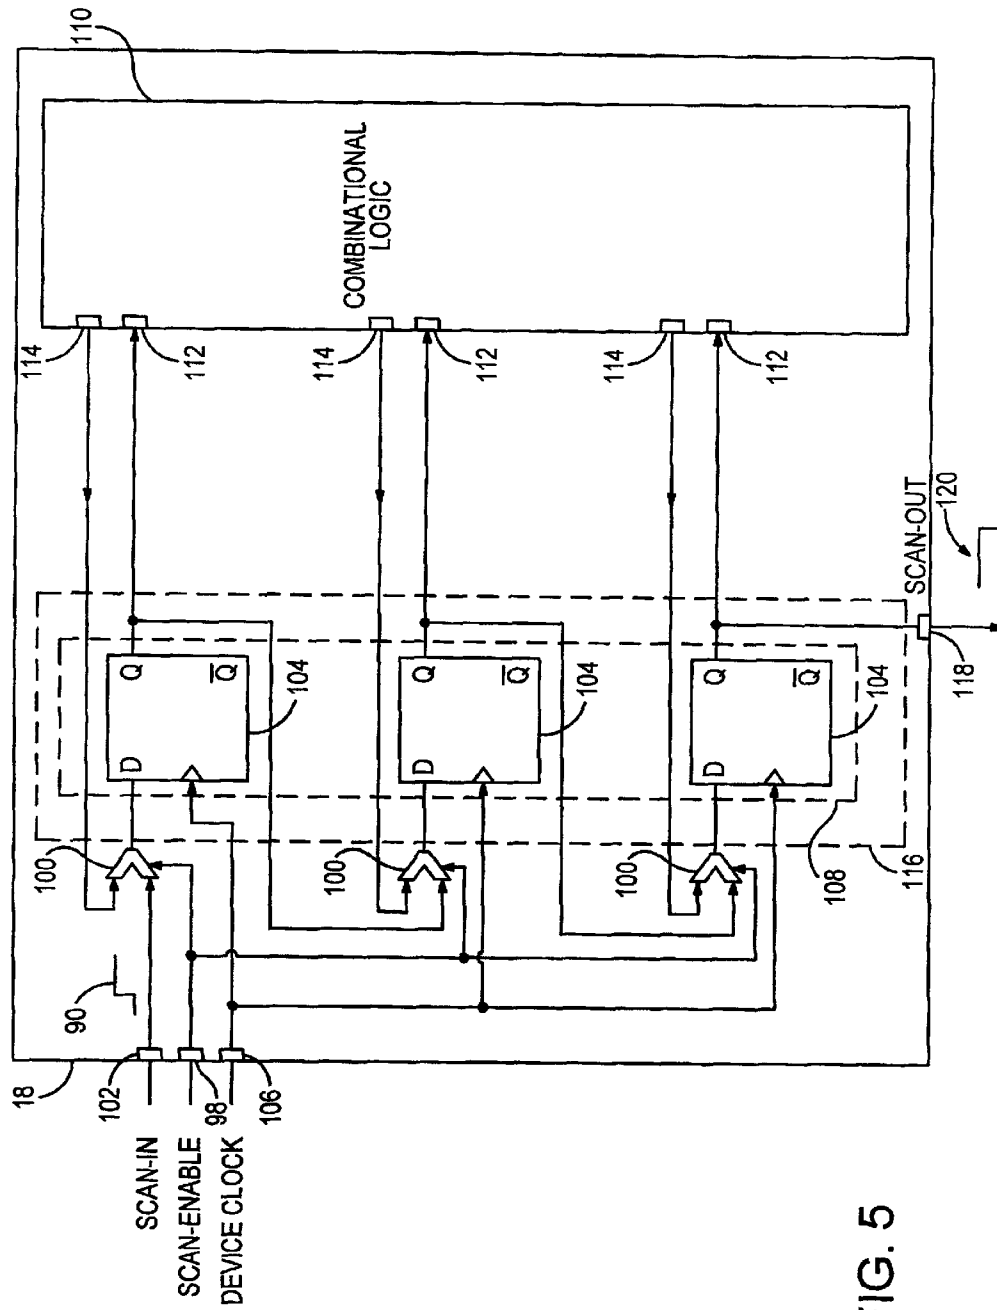 110
COMBINATIONAL
LOGIC
114
112
114
112
114
112
SCAN-OUT
120
118
Q
Q̅
104
D
Q
Q̅
104
D
Q
Q̅
104
D
100
100
100
108
116
90
18
102
98
106
SCAN-IN
SCAN-ENABLE
DEVICE CLOCK
FIG. 5